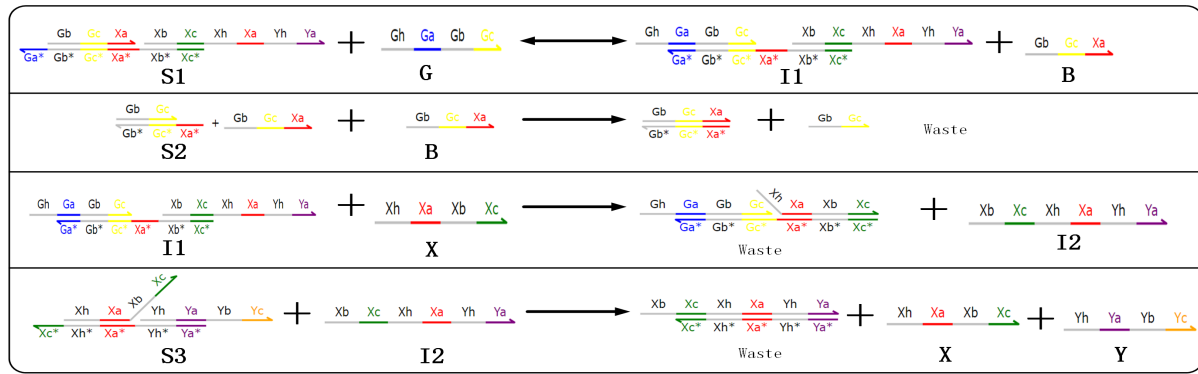 Gb Gc Xa Xb Xc Xh Xa Yh Ya
Ga* Gb* Gc* Xa* Xb* Xc*
S1
+
Gh Ga Gb Gc
G
Gh Ga Gb Gc Xb Xc Xh Xa Yh Ya
Ga* Gb* Gc* Xa* Xb* Xc*
I1
+
Gb Gc Xa
B
Gb Gc
Gb* Gc* Xa*
+
Gb Gc Xa
S2
+
Gb Gc Xa
B
Gb Gc Xa
Gb* Gc* Xa*
+
Gb Gc
Waste
Gh Ga Gb Gc Xb Xc Xh Xa Yh Ya
Ga* Gb* Gc* Xa* Xb* Xc*
I1
+
Xh Xa Xb Xc
X
Xh
Gh Ga Gb Gc Xa Xb Xc
Ga* Gb* Gc* Xa* Xb* Xc*
Waste
+
Xb Xc Xh Xa Yh Ya
I2
Xb Xc
Xh Xa Yh Ya Yb Yc
Xc* Xh* Xa* Yh* Ya*
S3
+
Xb Xc Xh Xa Yh Ya
I2
Xb Xc Xh Xa Yh Ya
Xc* Xh* Xa* Yh* Ya*
Waste
+
Xh Xa Xb Xc
X
+
Yh Ya Yb Yc
Y